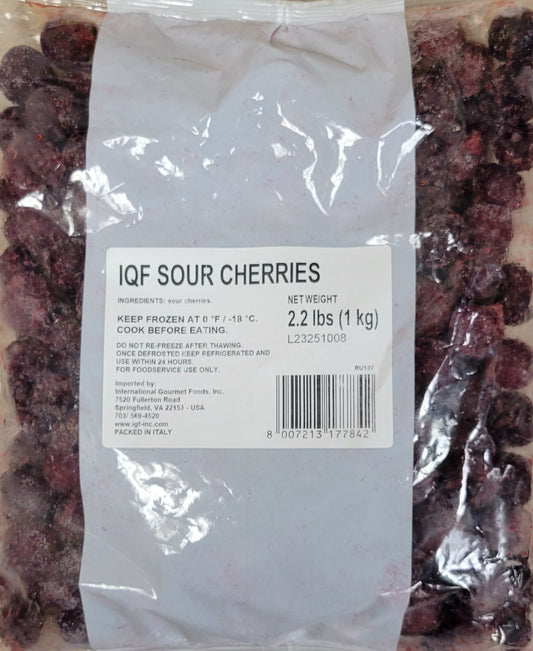 IQF SOUR CHERRIES
INGREDIENTS: sour cherries.
NET WEIGHT
KEEP FROZEN AT 0 °F / -18 °C.
2.2 lbs (1 kg)
COOK BEFORE EATING.
L23251008
DO NOT RE-FREEZE AFTER THAWING.
ONCE DEFROSTED KEEP REFRIGERATED AND
USE WITHIN 24 HOURS.
FOR FOODSERVICE USE ONLY.
RU137
Imported by:
International Gourmet Foods, Inc.
7520 Fullerton Road
Springfield, VA 22153 - USA
703/ 569-4520
www.igf-inc.com
PACKED IN ITALY
8 007213 177842